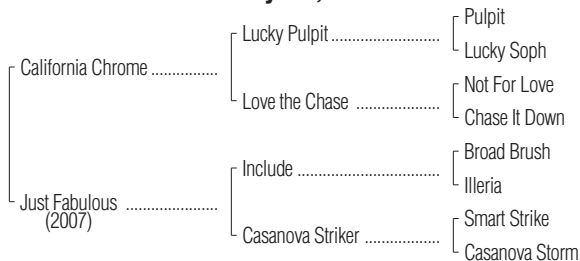 Pulpit
Lucky Pulpit
Lucky Soph
California Chrome
Not For Love
Love the Chase
Chase It Down
Broad Brush
Include
Illeria
Just Fabulous
(2007)
Smart Strike
Casanova Striker
Casanova Storm